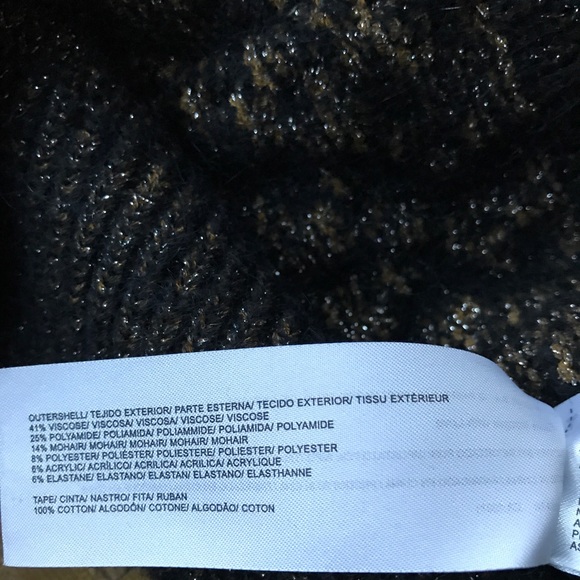 OUTERSHELL/ TEJIDO EXTERIOR/ PARTE ESTERNA/ TECIDO EXTERIOR/ TISSU EXTÉRIEUR
41% VISCOSE/ VISCOSA/ VISCOSA/ VISCOSE/ VISCOSE
25% POLYAMIDE/ POLIAMIDA/ POLIAMMIDE/ POLIAMIDA/ POLYAMIDE
14% MOHAIR/ MOHAIR/ MOHAIR/ MOHAIR/ MOHAIR
8% POLYESTER/ POLIÉSTER/ POLIESTERE/ POLIÉSTER/ POLYESTER
6% ACRYLIC/ ACRÍLICO/ ACRILICA/ ACRILICA/ ACRYLIQUE
6% ELASTANE/ ELASTANO/ ELASTAN/ ELASTANO/ ELASTHANNE
TAPE/ CINTA/ NASTRO/ FITA/ RUBAN
100% COTTON/ ALGODÓN/ COTONE/ ALGODÃO/ COTON